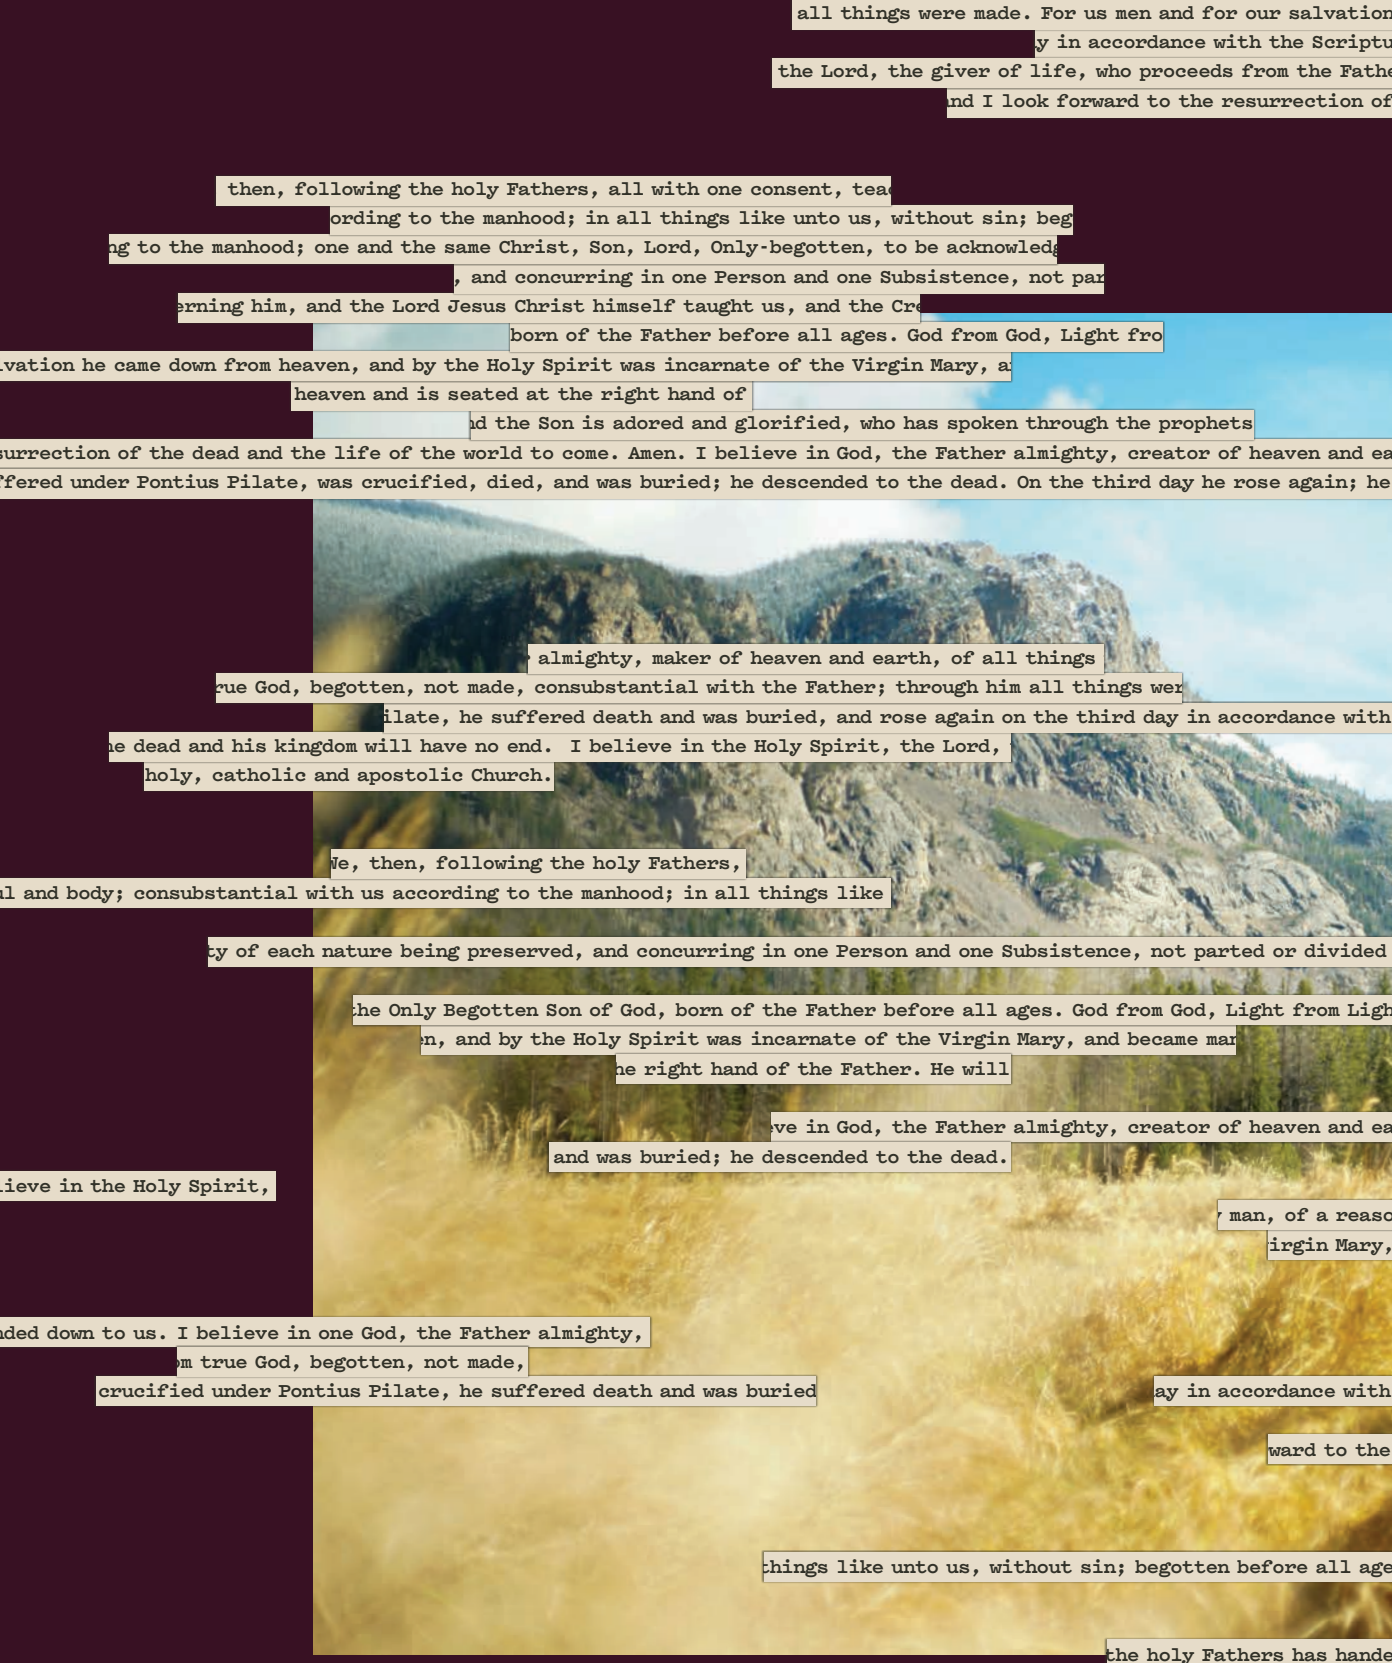 all things were made. For us men and for our salvation
in accordance with the Scriptu
the Lord, the giver of life, who proceeds from the Fathe
nd I look forward to the resurrection of
then, following the holy Fathers, all with one consent, teac
ording to the manhood; in all things like unto us, without sin; beg
ng to the manhood; one and the same Christ, Son, Lord, Only-begotten, to be acknowledg
, and concurring in one Person and one Subsistence, not par
erning him, and the Lord Jesus Christ himself taught us, and the Cre
born of the Father before all ages. God from God, Light fro
lvation he came down from heaven, and by the Holy Spirit was incarnate of the Virgin Mary, a
heaven and is seated at the right hand of
nd the Son is adored and glorified, who has spoken through the prophets
surrection of the dead and the life of the world to come. Amen. I believe in God, the Father almighty, creator of heaven and ea
ffered under Pontius Pilate, was crucified, died, and was buried; he descended to the dead. On the third day he rose again; he
almighty, maker of heaven and earth, of all things
rue God, begotten, not made, consubstantial with the Father; through him all things wer
ilate, he suffered death and was buried, and rose again on the third day in accordance with
he dead and his kingdom will have no end. I believe in the Holy Spirit, the Lord,
holy, catholic and apostolic Church.
We, then, following the holy Fathers,
ul and body; consubstantial with us according to the manhood; in all things like
ty of each nature being preserved, and concurring in one Person and one Subsistence, not parted or divided
the Only Begotten Son of God, born of the Father before all ages. God from God, Light from Ligh
en, and by the Holy Spirit was incarnate of the Virgin Mary, and became man
he right hand of the Father. He will
eve in God, the Father almighty, creator of heaven and ea
and was buried; he descended to the dead.
lieve in the Holy Spirit,
man, of a reaso
irgin Mary,
nded down to us. I believe in one God, the Father almighty,
om true God, begotten, not made,
crucified under Pontius Pilate, he suffered death and was buried
ay in accordance with
ward to the
things like unto us, without sin; begotten before all age
the holy Fathers has hande